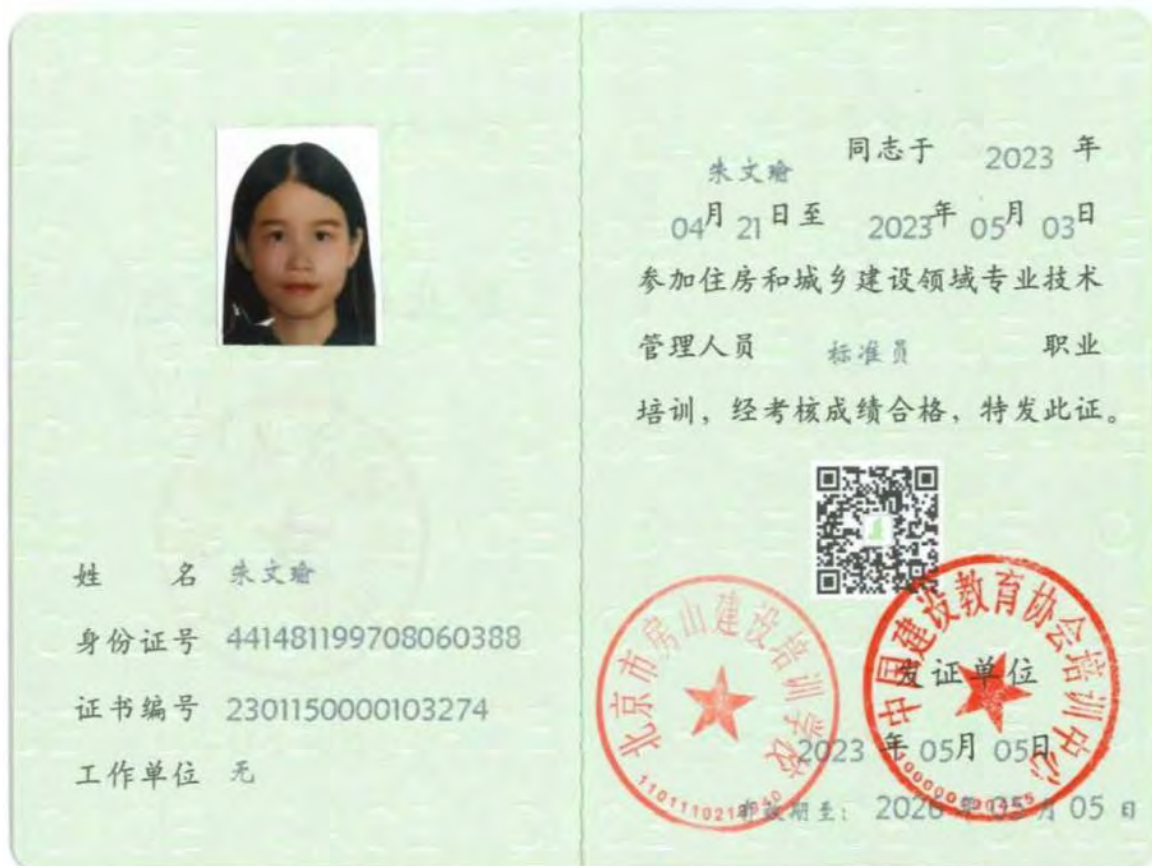 姓 名 朱文瑜
身份证号 441481199708060388
证书编号 2301150000103274
工作单位 无
朱文瑜 同志于 2023 年
04月 21 日至 2023年 05月 03日
参加住房和城乡建设领域专业技术
管理人员 标准员 职业
培训，经考核成绩合格，特发此证。
北京市房山建设培训学校
中国建设教育协会培训中心
发证单位
2023 年 05月 05日
有效期至： 2026 年 05 月 05 日